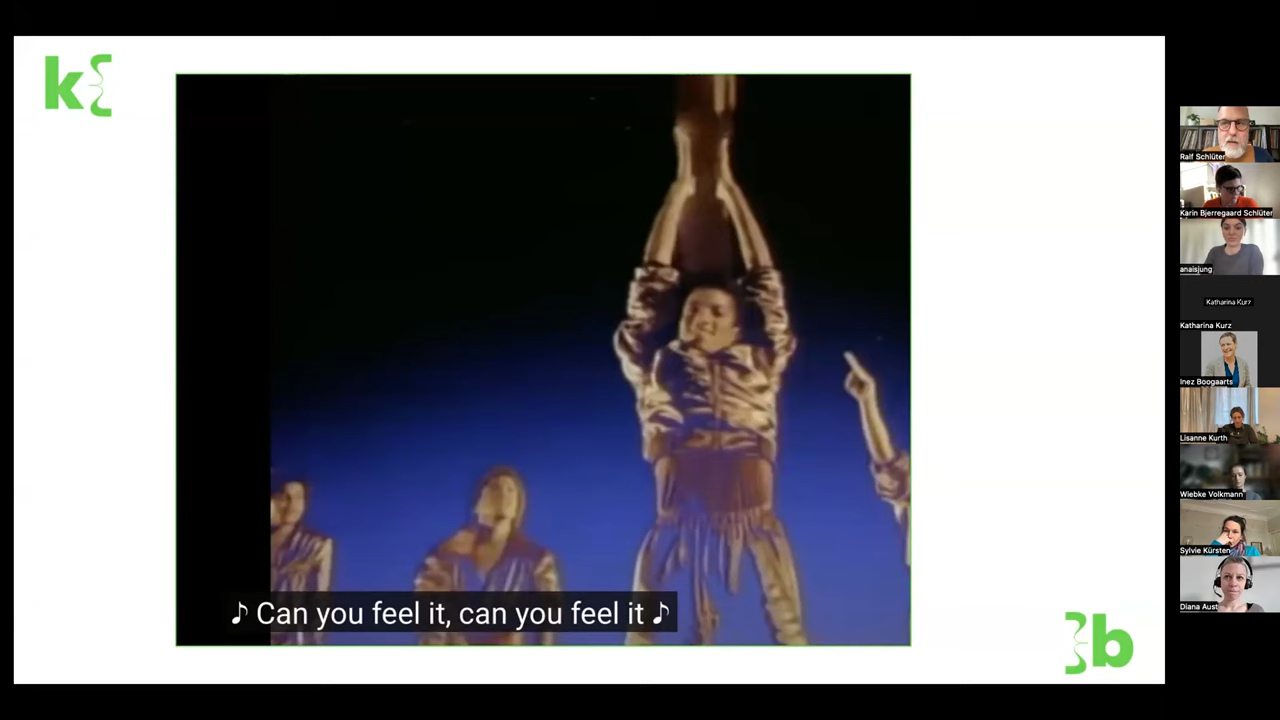 k
♪ Can you feel it, can you feel it ♪
b
Ralf Schlüter
Karin Bjerregaard Schlüter
anaisjung
Katharina Kurz
Katharina Kurz
Inez Boogaarts
Lisanne Kurth
Wiebke Volkmann
Sylvie Kürsten
Diana Aust